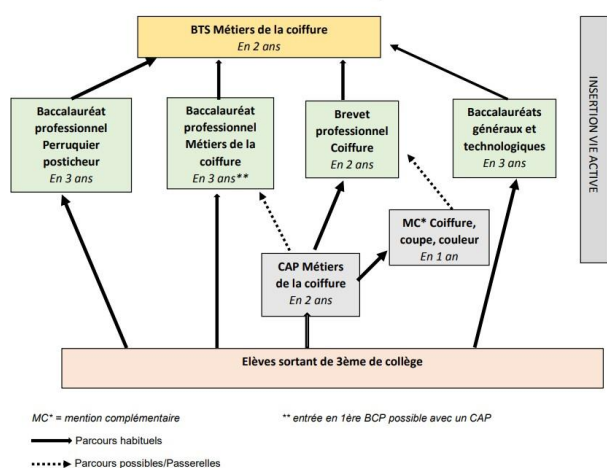 BTS Métiers de la coiffure
En 2 ans
Baccalauréat
professionnel
Perruquier
posticheur
En 3 ans
Baccalauréat
professionnel
Métiers de la
coiffure
En 3 ans**
Brevet
professionnel
Coiffure
En 2 ans
Baccalauréats
généraux et
technologiques
En 3 ans
INSERTION VIE ACTIVE
MC* Coiffure,
coupe, couleur
En 1 an
CAP Métiers
de la coiffure
En 2 ans
Elèves sortant de 3ème de collège
MC* = mention complémentaire
** entrée en 1ère BCP possible avec un CAP
Parcours habituels
Parcours possibles/Passerelles